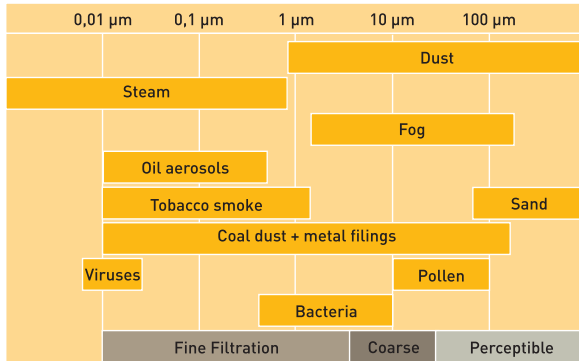 0,01 µm 0,1 µm 1 µm 10 µm 100 µm
Dust
Steam
Fog
Oil aerosols
Tobacco smoke Sand
Coal dust + metal filings
Viruses Pollen
Bacteria
Fine Filtration Coarse Perceptible